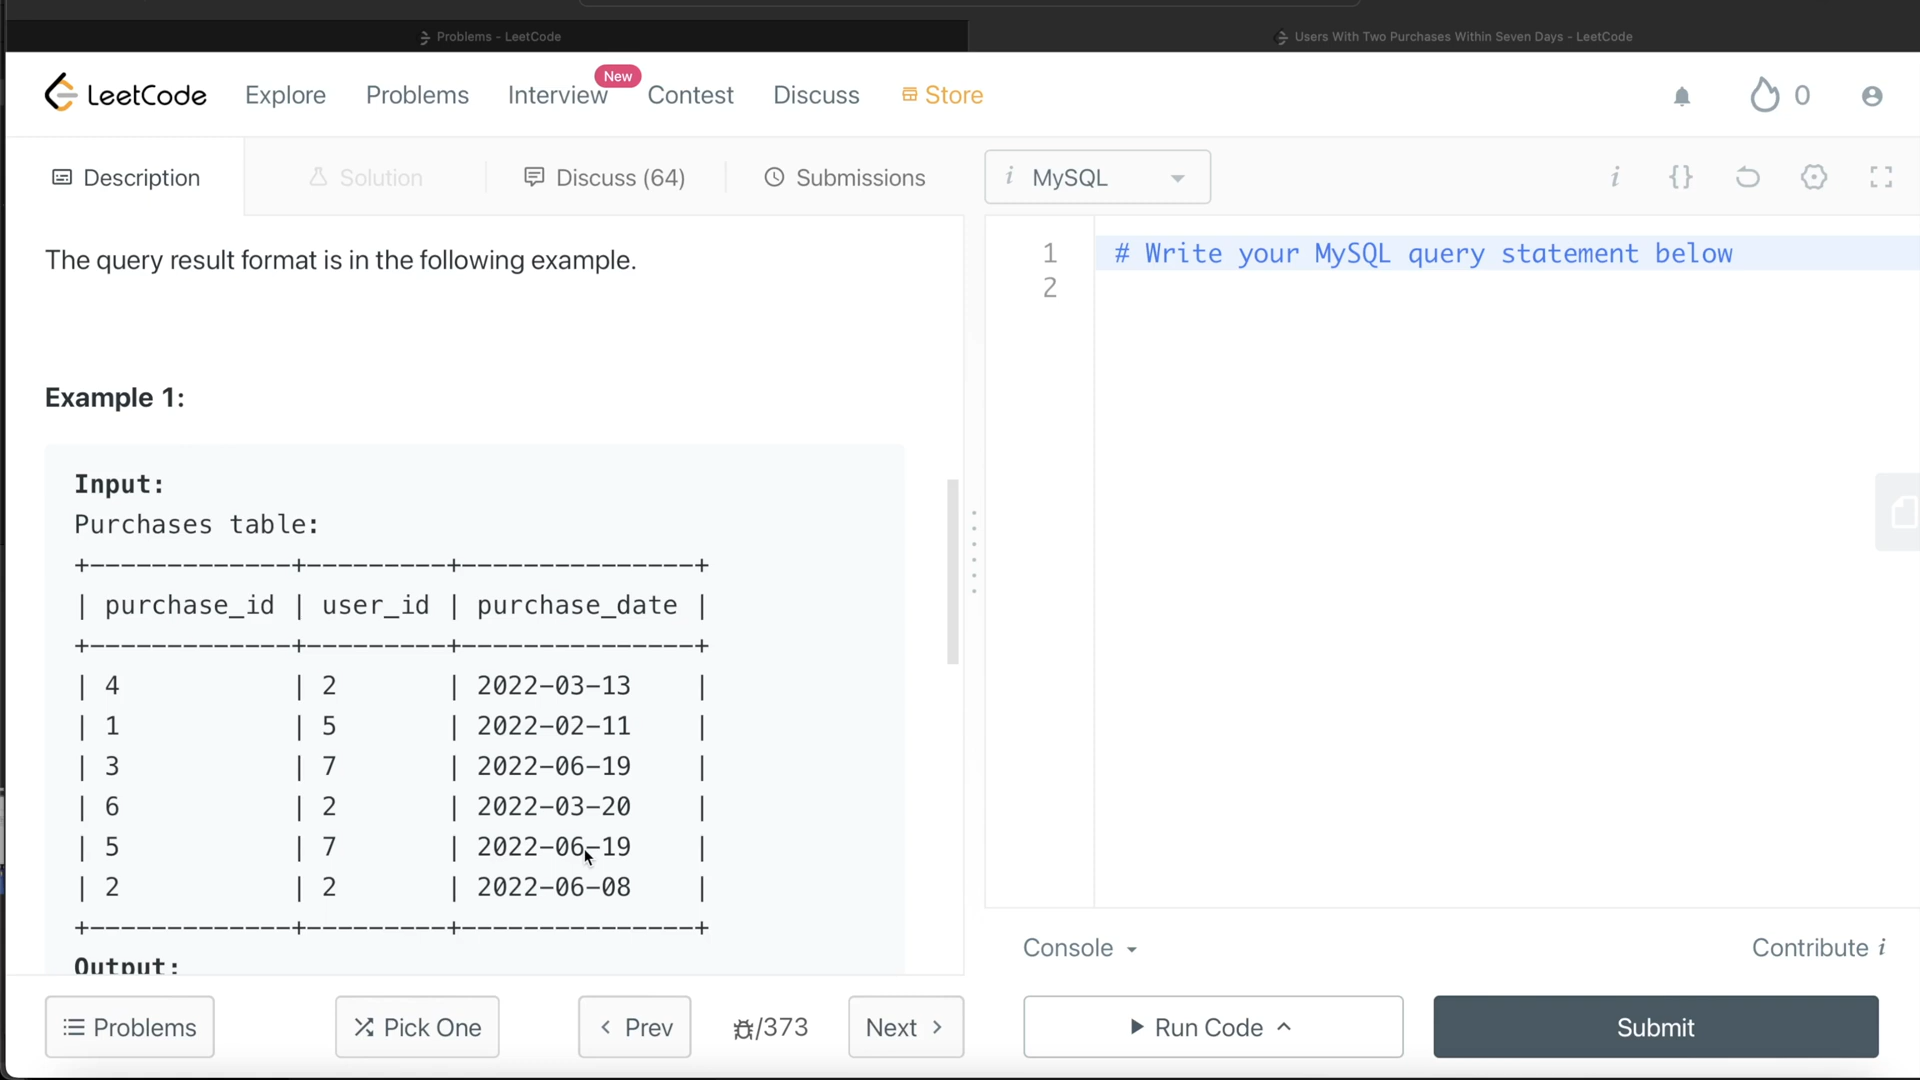 Problems - LeetCode
Users With Two Purchases Within Seven Days - LeetCode
LeetCode Explore Problems Interview New Contest Discuss Store 0
Description Solution Discuss (64) Submissions
i MySQL i {}
The query result format is in the following example.
Example 1:
Input:
Purchases table:
+-------------+---------+---------------+
| purchase_id | user_id | purchase_date |
+-------------+---------+---------------+
| 4 | 2 | 2022-03-13 |
| 1 | 5 | 2022-02-11 |
| 3 | 7 | 2022-06-19 |
| 6 | 2 | 2022-03-20 |
| 5 | 7 | 2022-06-19 |
| 2 | 2 | 2022-06-08 |
+-------------+---------+---------------+
Output:
1 # Write your MySQL query statement below
2
Console Contribute i
Problems Pick One Prev /373 Next Run Code Submit